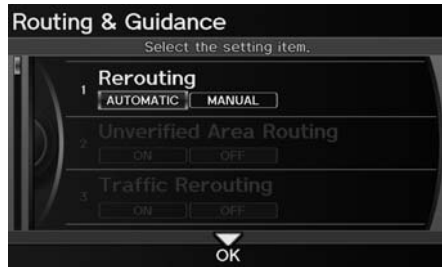 Routing & Guidance
Select the setting item.
1 Rerouting
AUTOMATIC MANUAL
2 Unverified Area Routing
ON OFF
3 Traffic Rerouting
ON OFF
OK